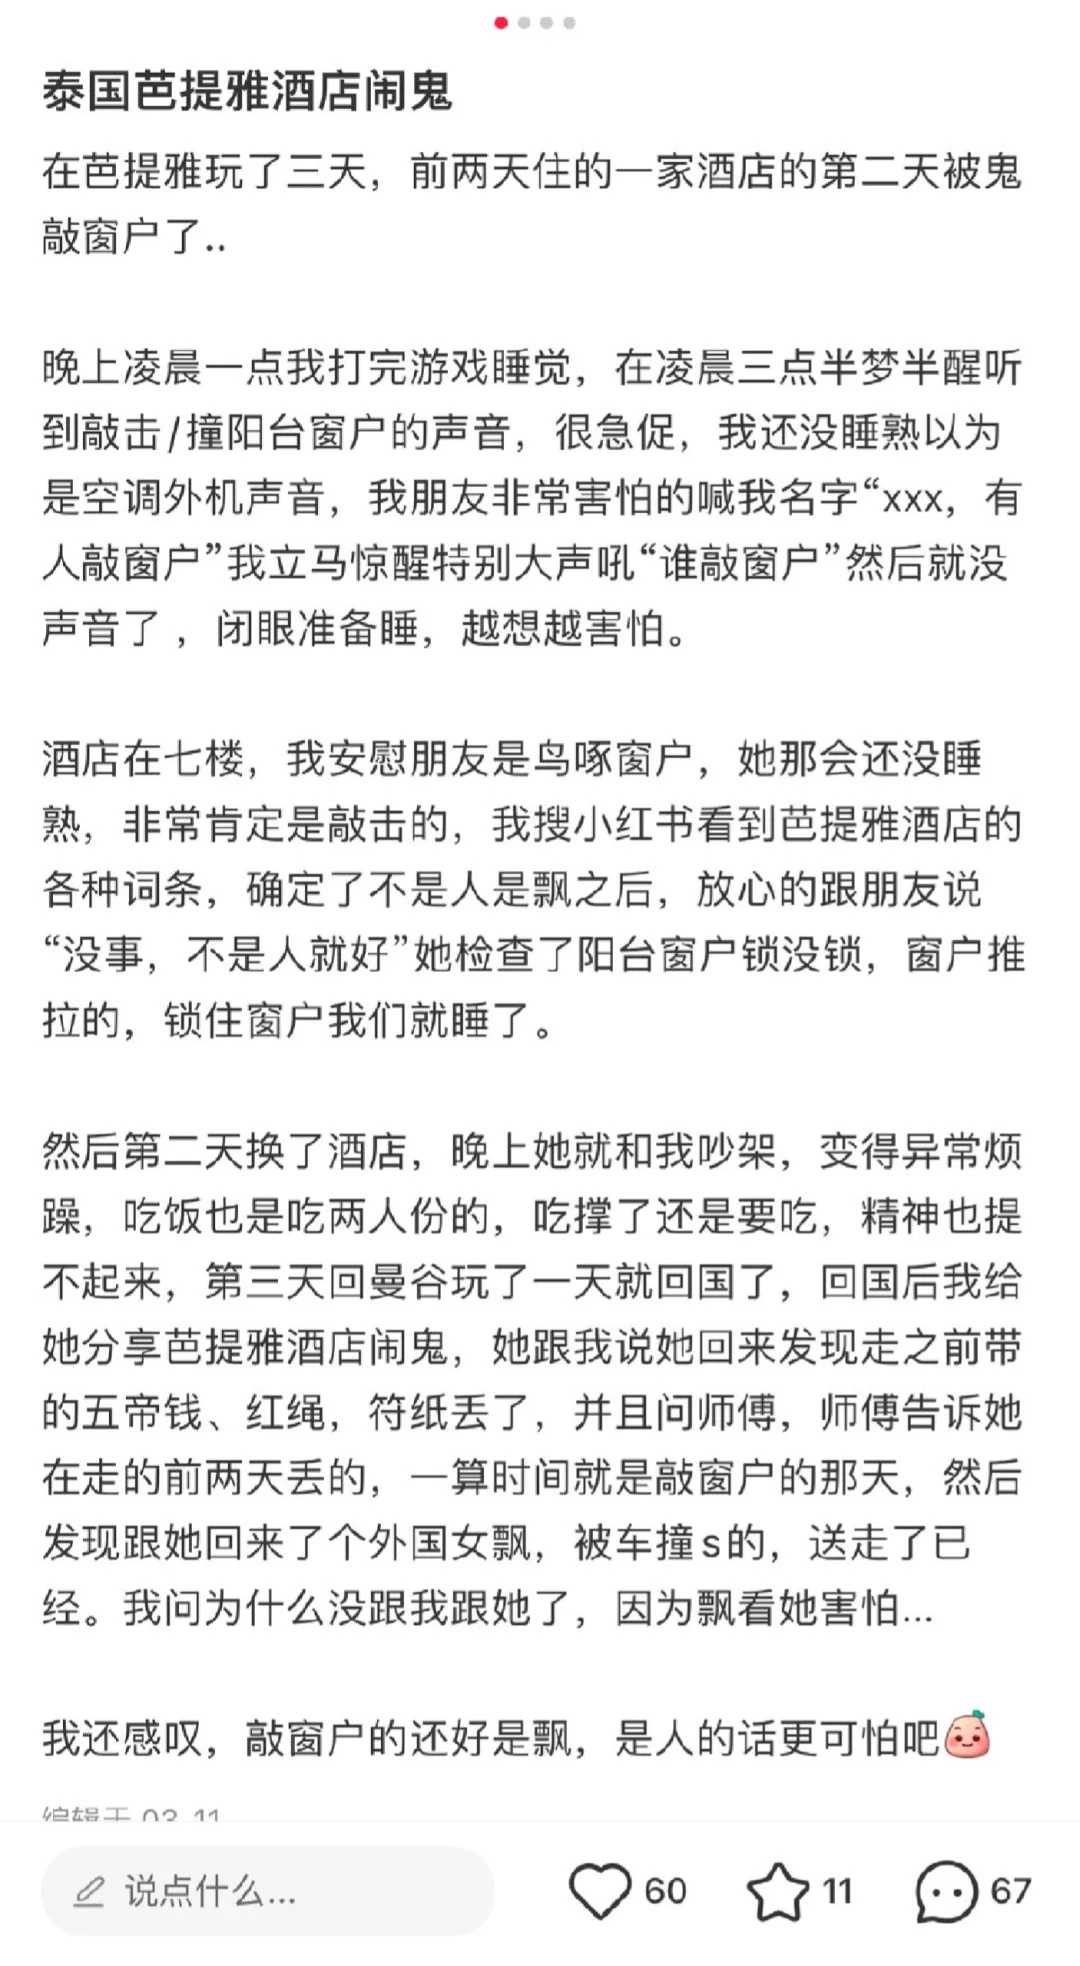 泰国芭提雅酒店闹鬼
在芭提雅玩了三天，前两天住的一家酒店的第二天被鬼
敲窗户了..
晚上凌晨一点我打完游戏睡觉，在凌晨三点半梦半醒听
到敲击/撞阳台窗户的声音，很急促，我还没睡熟以为
是空调外机声音，我朋友非常害怕的喊我名字“xxx，有
人敲窗户”我立马惊醒特别大声吼“谁敲窗户”然后就没
声音了 ，闭眼准备睡，越想越害怕。
酒店在七楼，我安慰朋友是鸟啄窗户，她那会还没睡
熟，非常肯定是敲击的，我搜小红书看到芭提雅酒店的
各种词条，确定了不是人是飘之后，放心的跟朋友说
“没事，不是人就好”她检查了阳台窗户锁没锁，窗户推
拉的，锁住窗户我们就睡了。
然后第二天换了酒店，晚上她就和我吵架，变得异常烦
躁，吃饭也是吃两人份的，吃撑了还是要吃，精神也提
不起来，第三天回曼谷玩了一天就回国了，回国后我给
她分享芭提雅酒店闹鬼，她跟我说她回来发现走之前带
的五帝钱、红绳，符纸丢了，并且问师傅，师傅告诉她
在走的前两天丢的，一算时间就是敲窗户的那天，然后
发现跟她回来了个外国女飘，被车撞s的，送走了已
经。我问为什么没跟我跟她了，因为飘看她害怕...
我还感叹，敲窗户的还好是飘，是人的话更可怕吧
编辑于 03-11
说点什么...
60
11
67